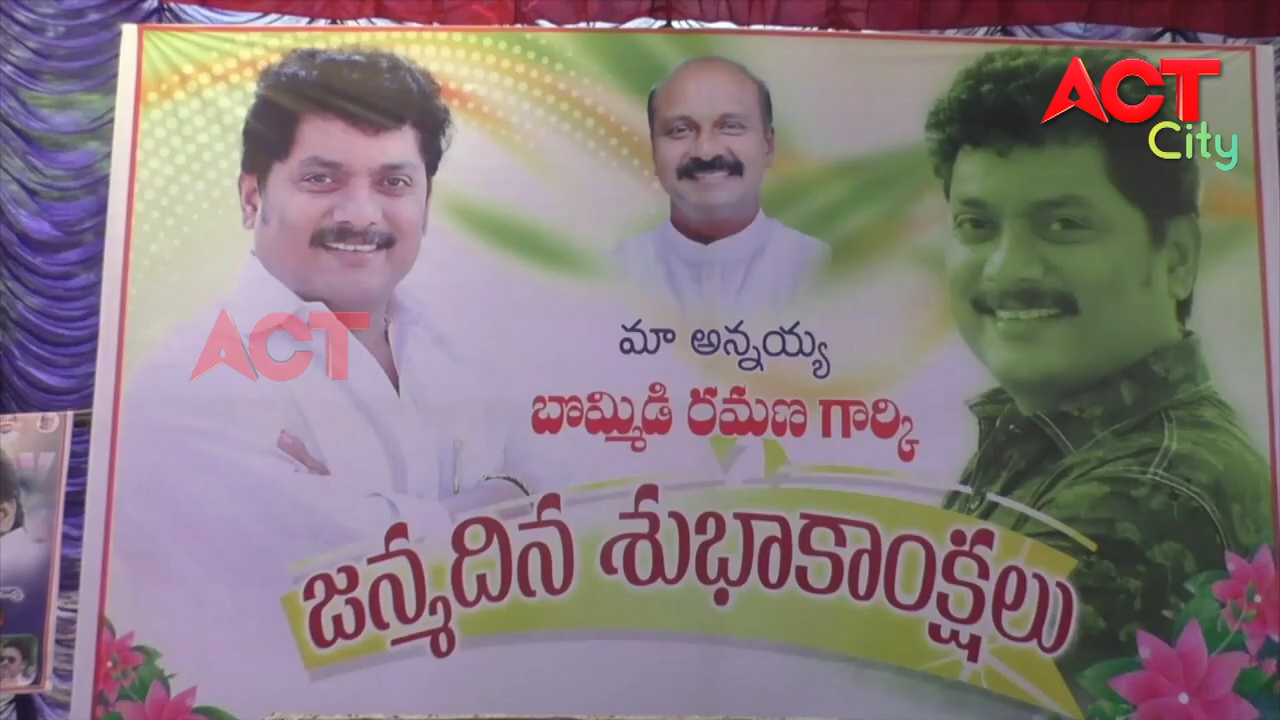 ACT
City
ACT
మా అన్నయ్య
బొమ్మిడి రమణ గార్కి
జన్మదిన శుభాకాంక్షలు